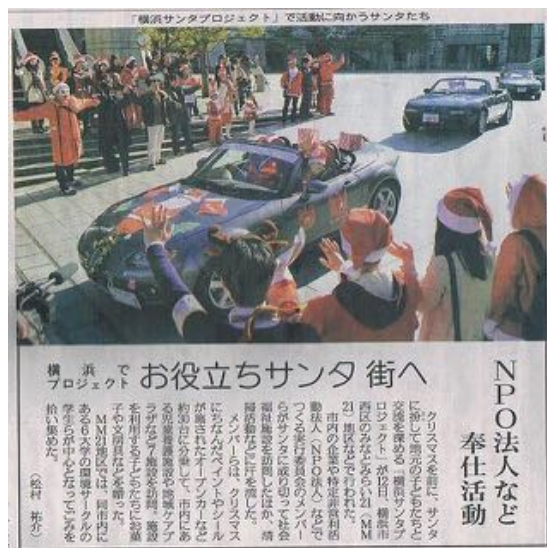 「横浜サンタプロジェクト」で活動に向かうサンタたち
横浜で
プロジェクト
お役立ちサンタ 街へ
NPO法人など
奉仕活動
クリスマスを前に、サンタ
に扮して地元の子どもたちと
交流を深める「横浜サンタプ
ロジェクト」が12日、横浜市
西区のみなとみらい21（MM
21）地区などで行われた。
市内の企業や特定非営利活
動法人（NPO法人）などで
つくる実行委員会のメンバー
らがサンタに成り切って社会
福祉施設を訪問したほか、清
掃活動などに汗を流した。
メンバーらは、クリスマス
にちなんだペイントやシール
が施されたオープンカーなど
約30台に分乗して、市内にあ
る児童養護施設や地域ケアプ
ラザなど7施設を訪問。施設
を利用する子どもたちにお菓
子や文房具などを贈った。
MM21地区では、同市内に
ある6大学の環境サークルの
学生らが中心となってごみを
拾い集めた。
（松村 祐介）